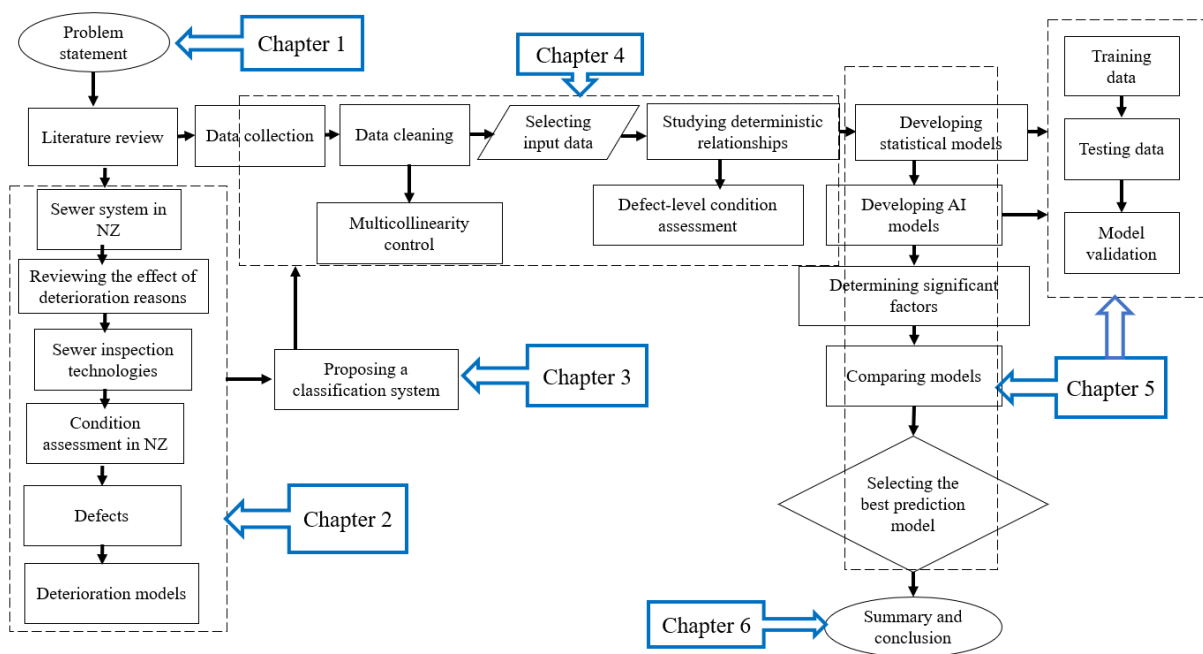 Problem
statement
Chapter 1
Chapter 4
Literature review
Data collection
Data cleaning
Selecting
input data
Studying deterministic
relationships
Developing
statistical models
Training
data
Testing data
Model
validation
Multicollinearity
control
Defect-level condition
assessment
Developing AI
models
Determining significant
factors
Comparing models
Chapter 5
Sewer system in
NZ
Reviewing the effect of
deterioration reasons
Sewer inspection
technologies
Condition
assessment in NZ
Defects
Deterioration models
Chapter 2
Proposing a
classification system
Chapter 3
Selecting the
best prediction
model
Chapter 6
Summary and
conclusion